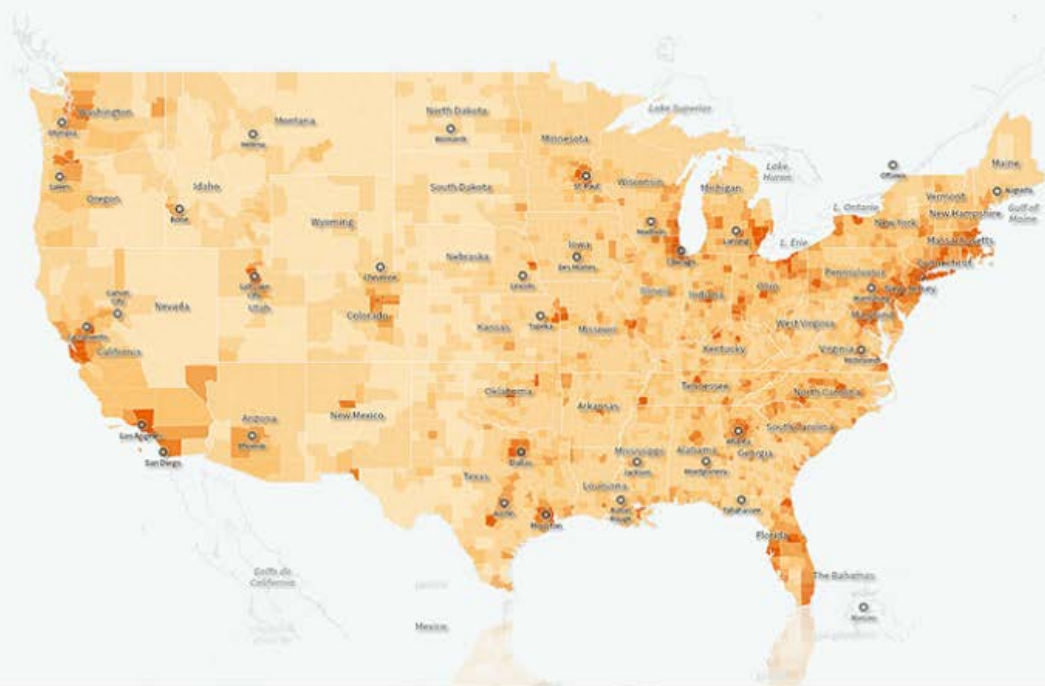 Washington
Olympia
Montana
Helena
North Dakota
Bismarck
Lake Superior
Minnesota
Lake
Huron
Ottawa
Maine
Augusta
Salem
Oregon
Idaho
Boise
South Dakota
St. Paul
Wisconsin
Michigan
Vermont
New Hampshire
Gulf of
Maine
L. Ontario
New York
Wyoming
Madison
Lansing
L. Erie
Massachusetts
Connecticut
Iowa
Des Moines
Nebraska
Lincoln
Cheyenne
Chicago
Salt Lake
City
Utah
Carson
City
Nevada
Sacramento
California
Colorado
Kansas
Topeka
Missouri
Illinois
Indiana
Ohio
Pennsylvania
Harrisburg
New Jersey
Maryland
West Virginia
Virginia
Richmond
Kentucky
Tennessee
North Carolina
South Carolina
Oklahoma
Arkansas
Arizona
Phoenix
New Mexico
Los Angeles
San Diego
Dallas
Texas
Mississippi
Jackson
Alabama
Montgomery
Atlanta
Georgia
Louisiana
Baton
Rouge
Austin
Houston
Tallahassee
Florida
The Bahamas
Nassau
Golfo de
California
Mexico